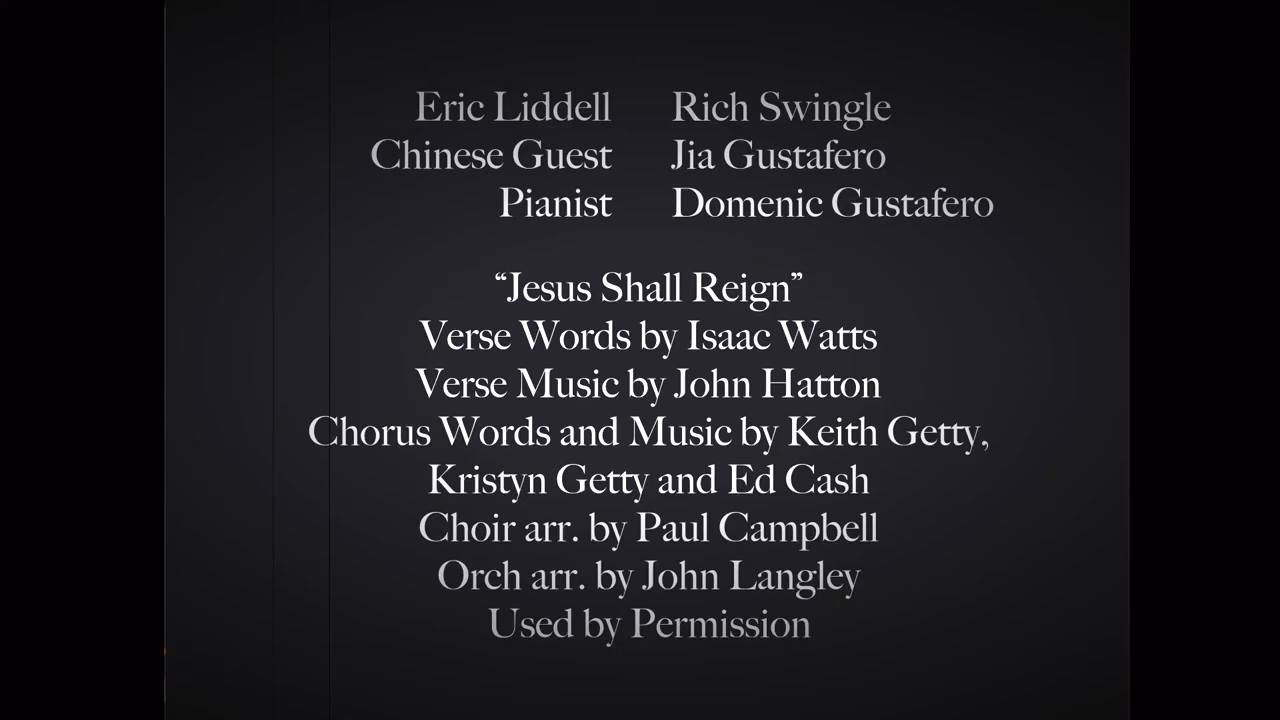 Eric Liddell Rich Swingle
Chinese Guest Jia Gustafero
Pianist Domenic Gustafero
“Jesus Shall Reign”
Verse Words by Isaac Watts
Verse Music by John Hatton
Chorus Words and Music by Keith Getty,
Kristyn Getty and Ed Cash
Choir arr. by Paul Campbell
Orch arr. by John Langley
Used by Permission